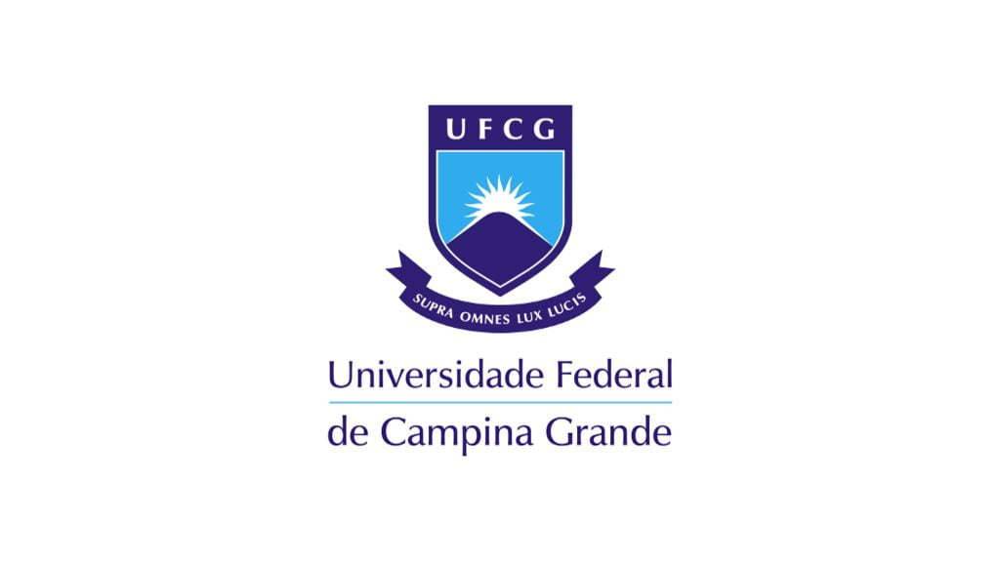 UFCG
SUPRA OMNES LUX LUCIS
Universidade Federal
de Campina Grande